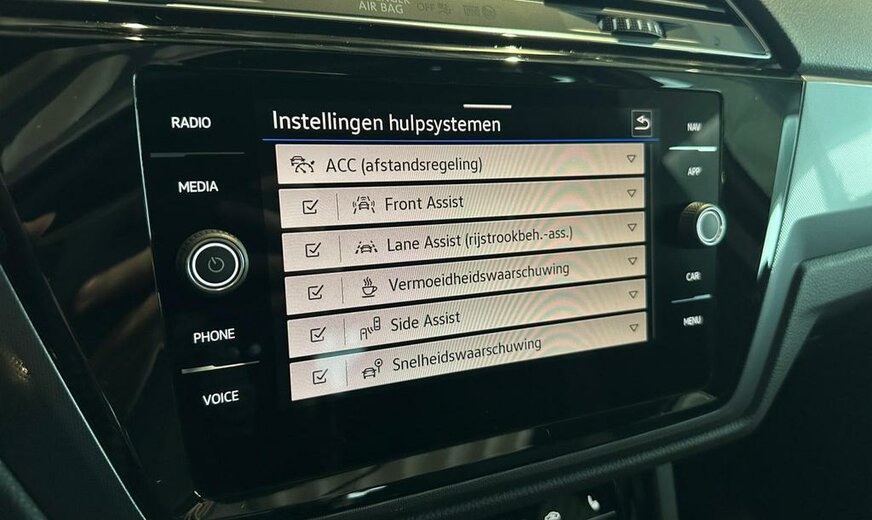 AIR BAG
OFF
RADIO
MEDIA
PHONE
VOICE
Instellingen hulpsystemen
ACC (afstandsregeling)
Front Assist
Lane Assist (rijstrookbeh.-ass.)
Vermoeidheidswaarschuwing
Side Assist
Snelheidswaarschuwing
NAV
APP
CAR
MENU